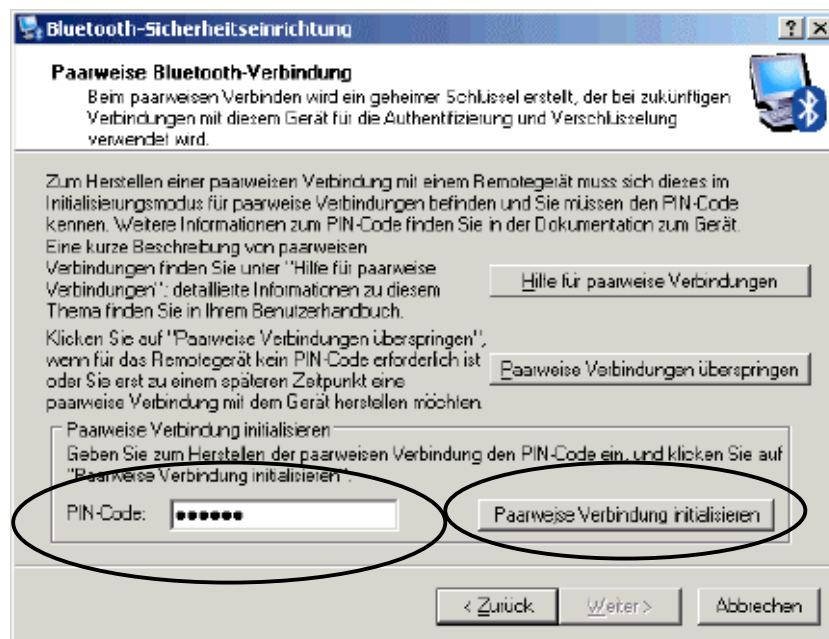 Bluetooth-Sicherheitseinrichtung
Paarweise Bluetooth-Verbindung
Beim paarweisen Verbinden wird ein geheimer Schlüssel erstellt, der bei zukünftigen
Verbindungen mit diesem Gerät für die Authentifizierung und Verschlüsselung
verwendet wird.
Zum Herstellen einer paarweisen Verbindung mit einem Remotegerät muss sich dieses im
Initialisierungsmodus für paarweise Verbindungen befinden und Sie müssen den PIN-Code
kennen. Weitere Informationen zum PIN-Code finden Sie in der Dokumentation zum Gerät.
Eine kurze Beschreibung von paarweisen
Verbindungen finden Sie unter "Hilfe für paarweise
Verbindungen"; detaillierte Informationen zu diesem
Thema finden Sie in Ihrem Benutzerhandbuch.
Hilfe für paarweise Verbindungen
Klicken Sie auf "Paarweise Verbindungen überspringen",
wenn für das Remotegerät kein PIN-Code erforderlich ist
oder Sie erst zu einem späteren Zeitpunkt eine
paarweise Verbindung mit dem Gerät herstellen möchten.
Paarweise Verbindungen überspringen
Paarweise Verbindung initialisieren
Geben Sie zum Herstellen der paarweisen Verbindung den PIN-Code ein, und klicken Sie auf
"Paarweise Verbindung initialisieren".
PIN-Code: ●●●●●●
Paarweise Verbindung initialisieren
< Zurück
Weiter >
Abbrechen